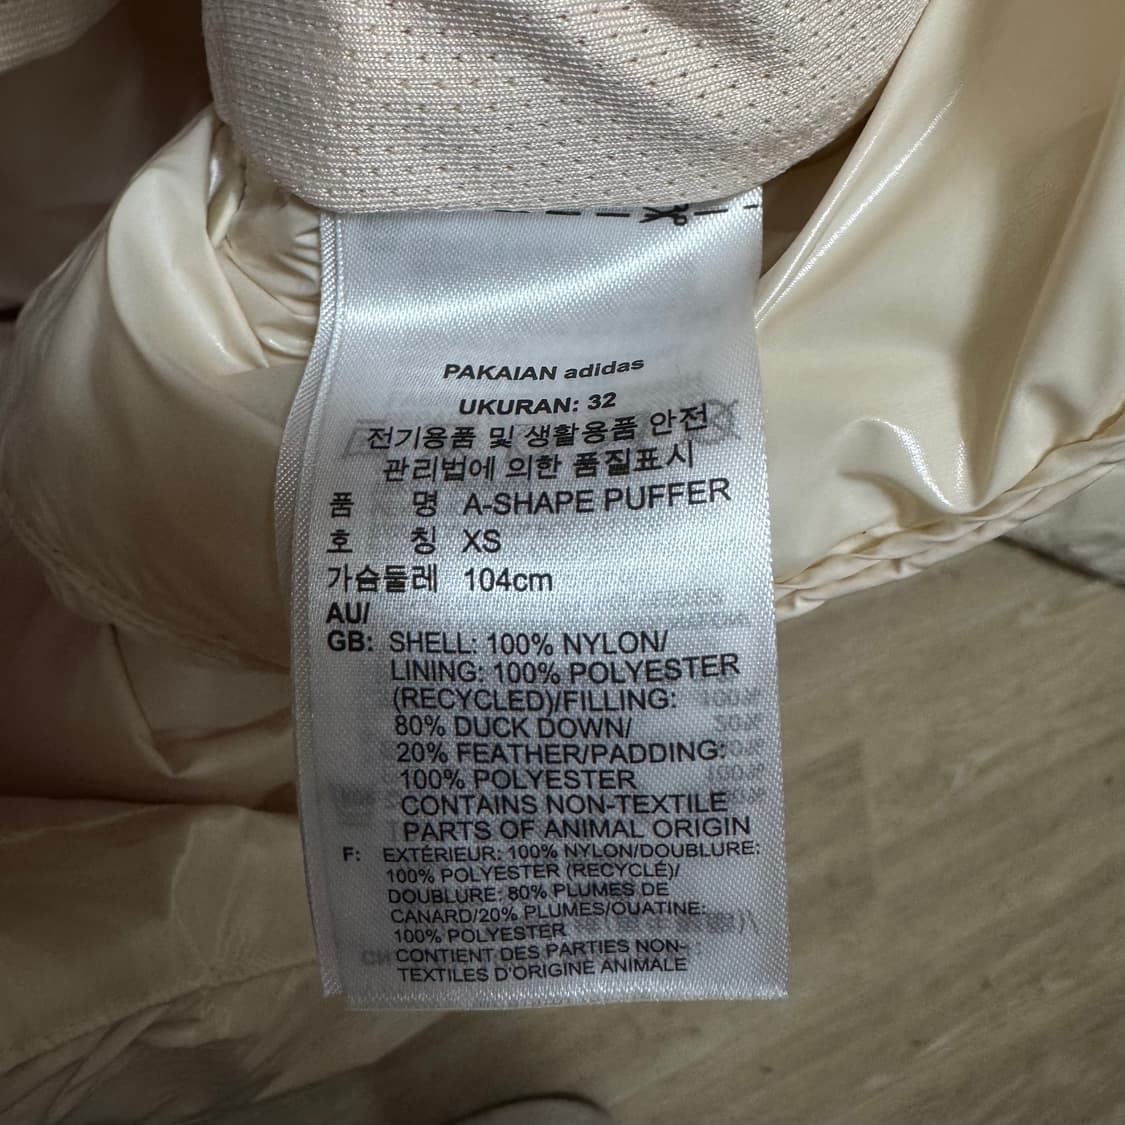 PAKAIAN adidas
UKURAN: 32
전기용품 및 생활용품 안전
관리법에 의한 품질표시
품 명 A-SHAPE PUFFER
호 칭 XS
가슴둘레 104cm
AU/
GB: SHELL: 100% NYLON/
LINING: 100% POLYESTER
(RECYCLED)/FILLING:
80% DUCK DOWN/
20% FEATHER/PADDING:
100% POLYESTER
CONTAINS NON-TEXTILE
PARTS OF ANIMAL ORIGIN
F: EXTÉRIEUR: 100% NYLON/DOUBLURE:
100% POLYESTER (RECYCLÉ)/
DOUBLURE: 80% PLUMES DE
CANARD/20% PLUMES/OUATINE:
100% POLYESTER
CONTIENT DES PARTIES NON-
TEXTILES D'ORIGINE ANIMALE